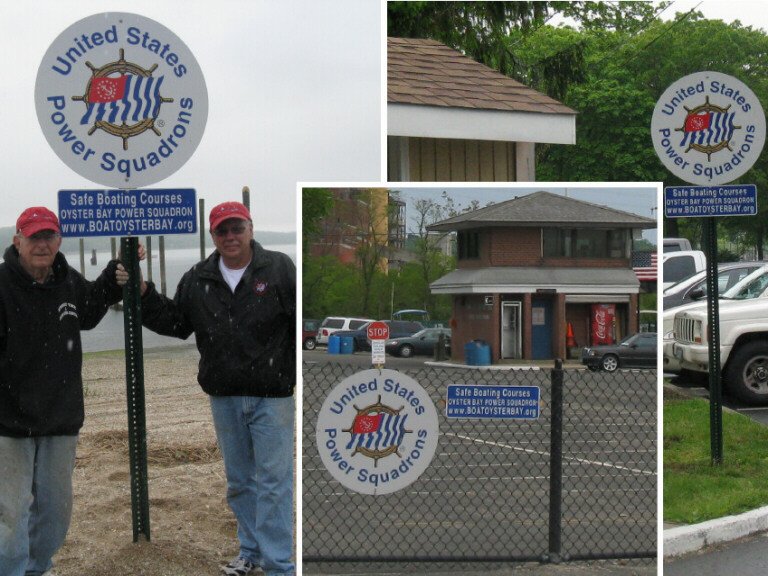 United States
Power Squadrons
®
Safe Boating Courses
OYSTER BAY POWER SQUADRON
www.BOATOYSTERBAY.org
United States
Power Squadrons
Safe Boating Courses
OYSTER BAY POWER SQUADRON
www.BOATOYSTERBAY.org
STOP
Coca-Cola
United States
Power Squadrons
Safe Boating Courses
OYSTER BAY POWER SQUADRON
www.BOATOYSTERBAY.org